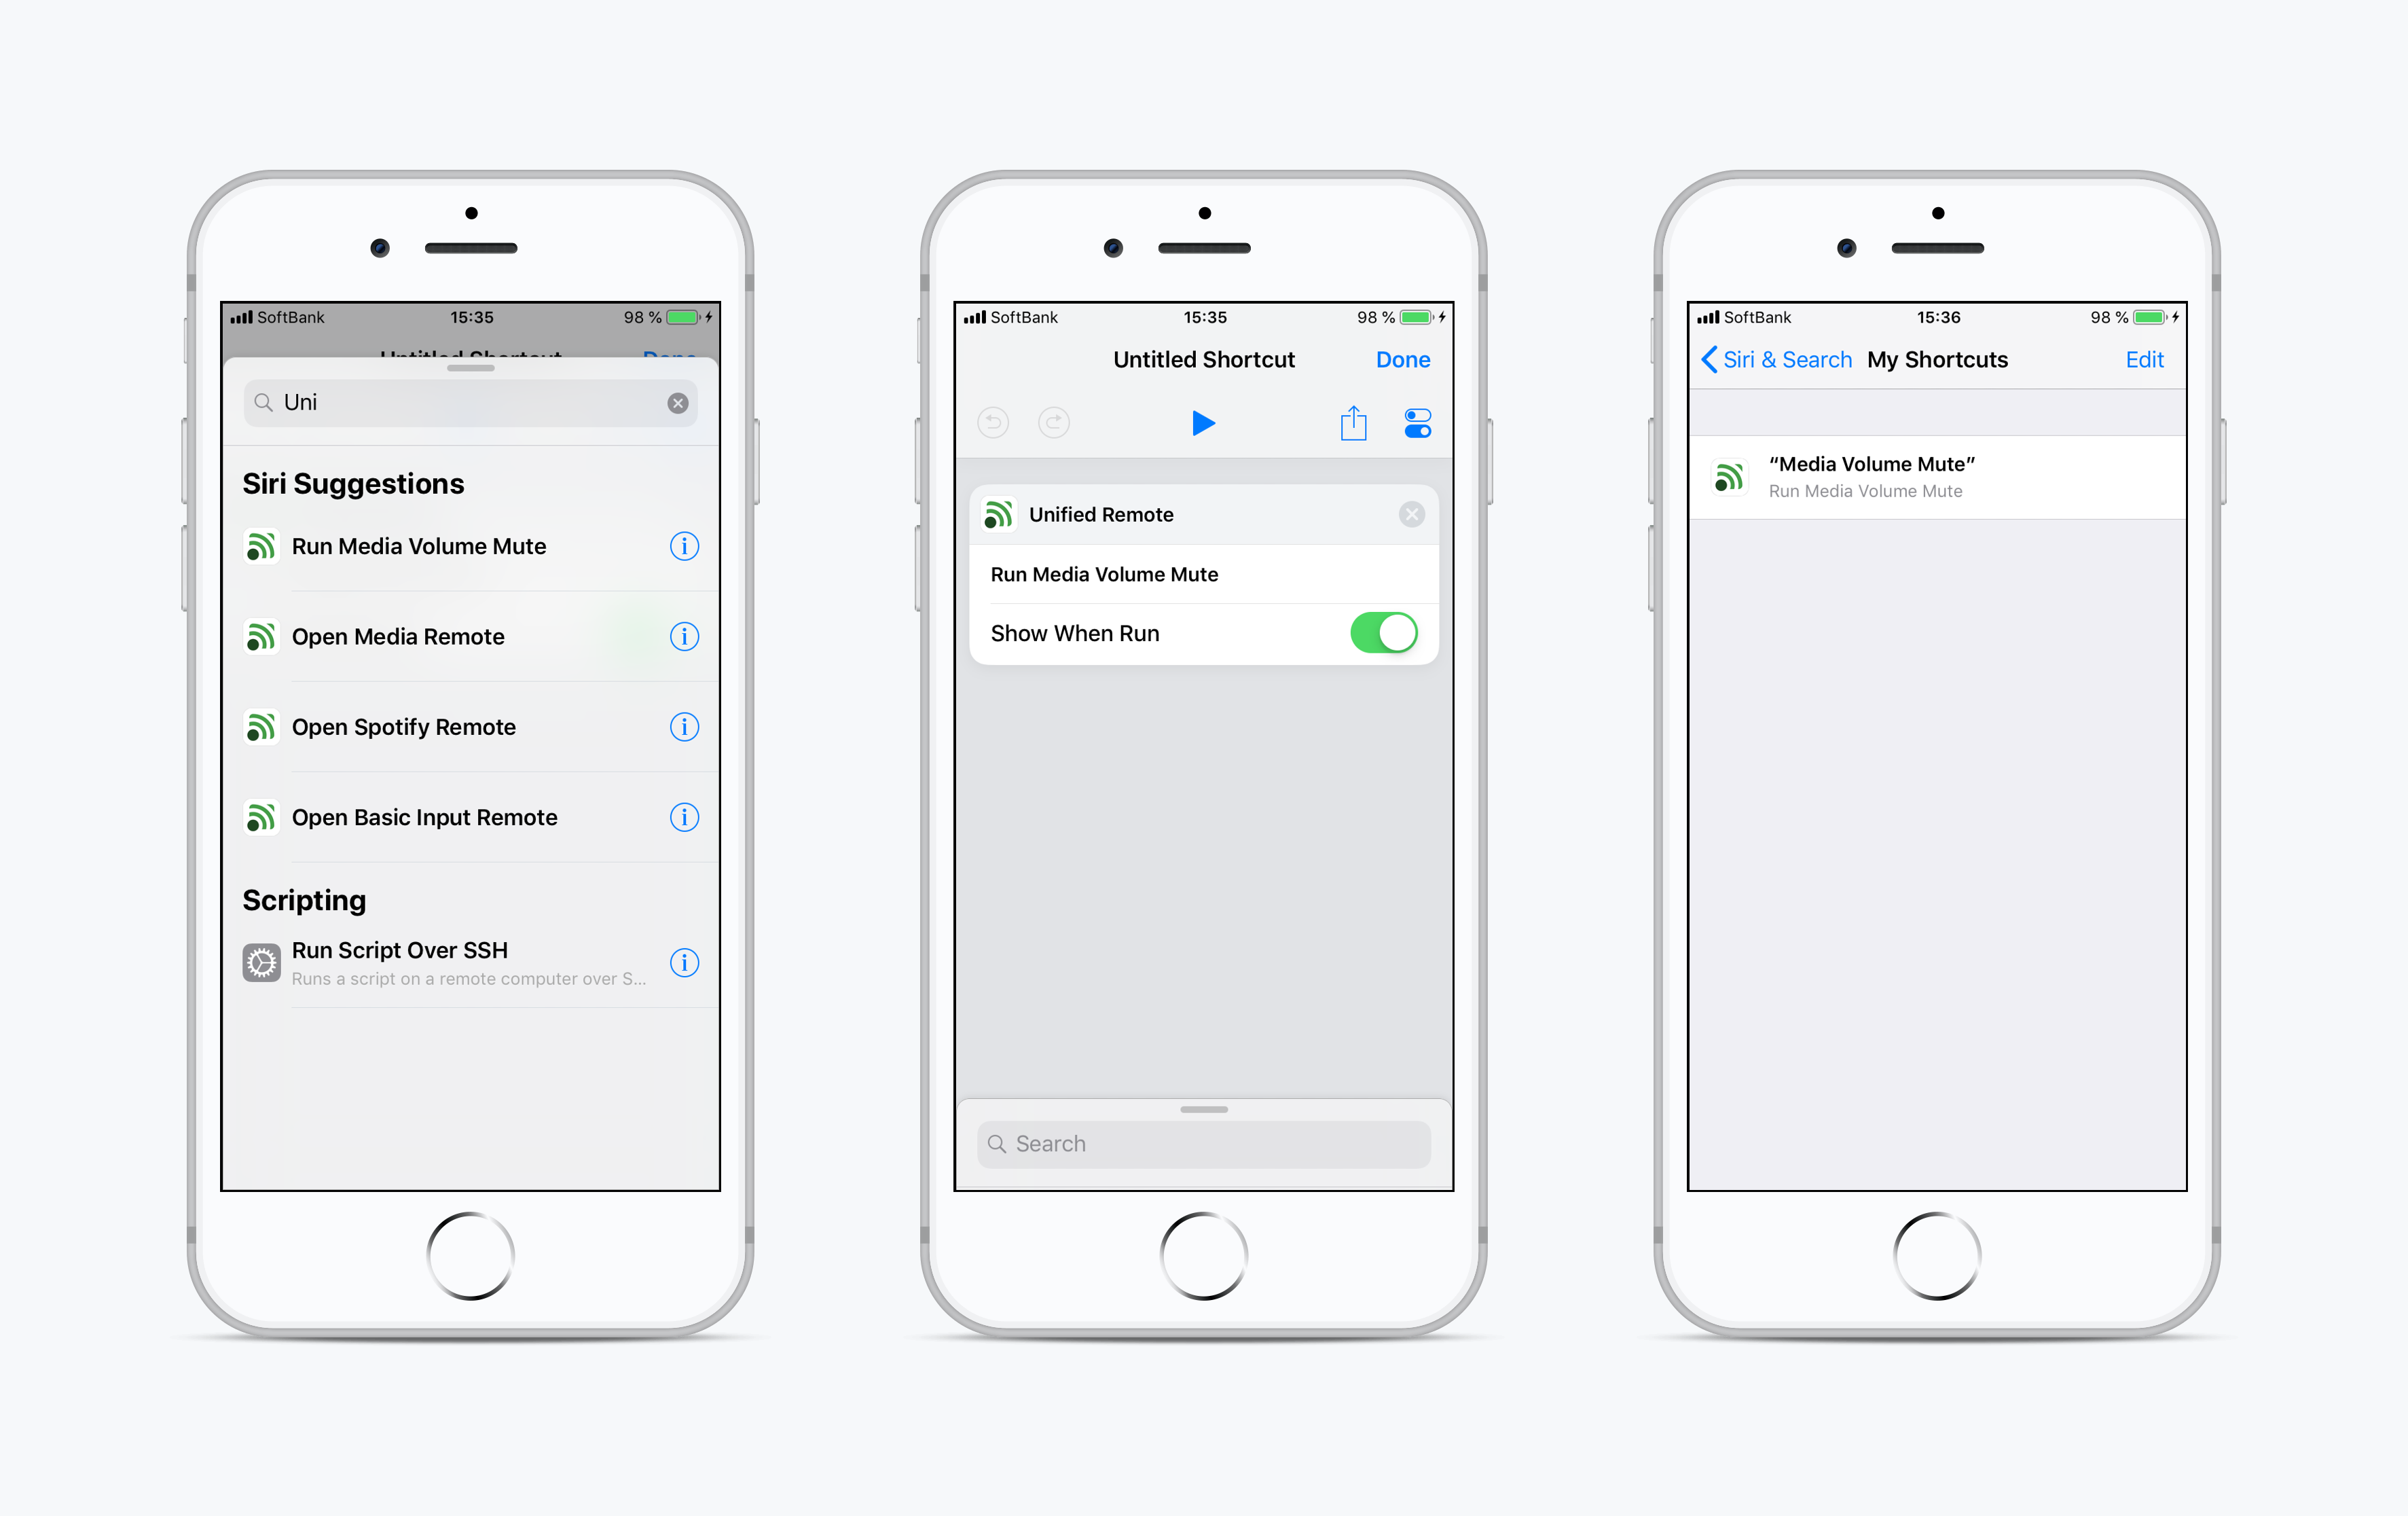 SoftBank 15:35 98 %
Untitled Shortcut Done
Uni
Siri Suggestions
Run Media Volume Mute
Open Media Remote
Open Spotify Remote
Open Basic Input Remote
Scripting
Run Script Over SSH
Runs a script on a remote computer over S...
SoftBank 15:35 98 %
Untitled Shortcut Done
Unified Remote
Run Media Volume Mute
Show When Run
Search
SoftBank 15:36 98 %
Siri & Search My Shortcuts Edit
“Media Volume Mute”
Run Media Volume Mute